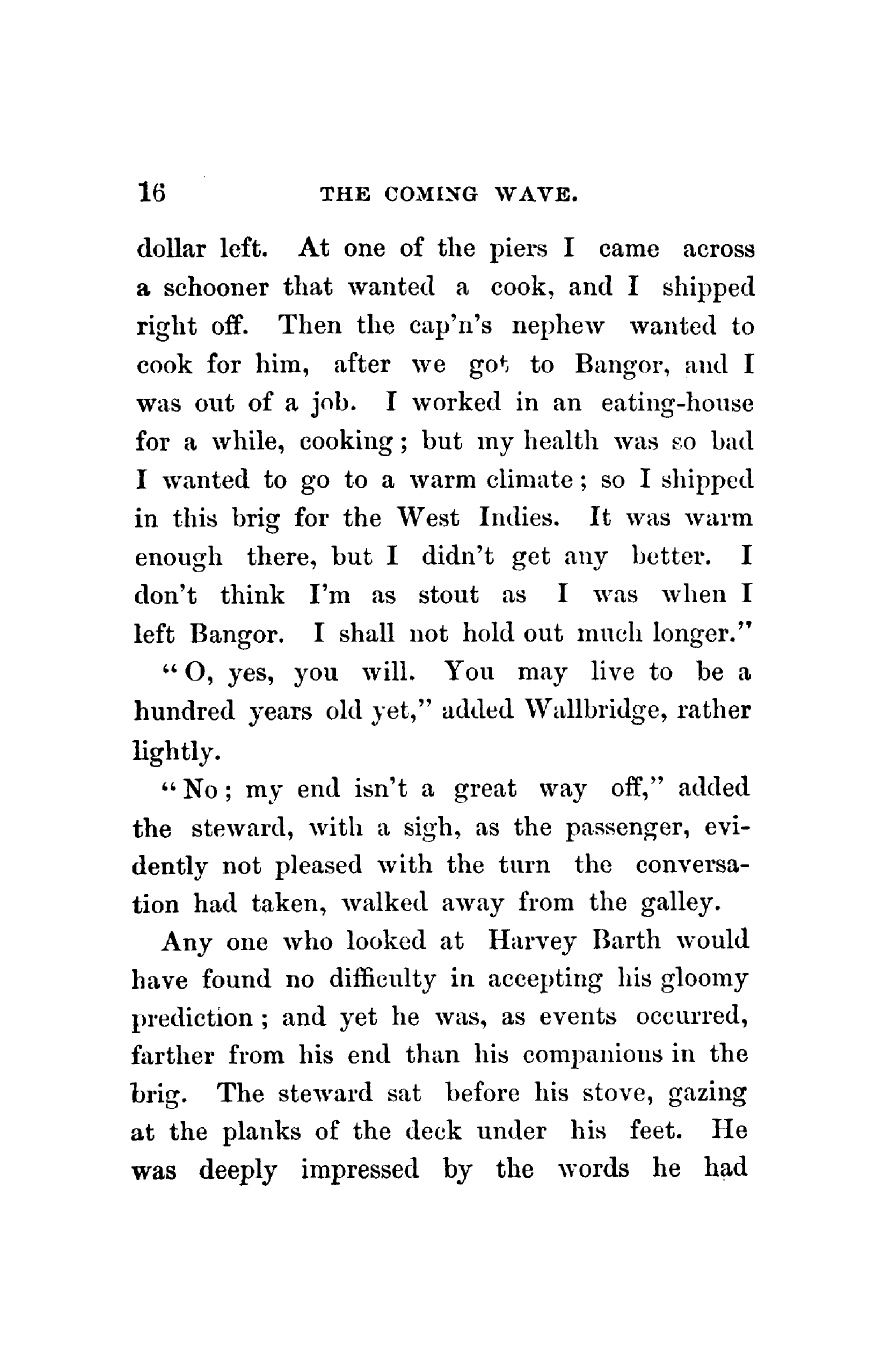 16 THE COMING WAVE.
dollar left. At one of the piers I came across
a schooner that wanted a cook, and I shipped
right off. Then the cap'n's nephew wanted to
cook for him, after we got to Bangor, and I
was out of a job. I worked in an eating-house
for a while, cooking; but my health was so bad
I wanted to go to a warm climate; so I shipped
in this brig for the West Indies. It was warm
enough there, but I didn't get any better. I
don't think I'm as stout as I was when I
left Bangor. I shall not hold out much longer."
"O, yes, you will. You may live to be a
hundred years old yet," added Wallbridge, rather
lightly.
"No; my end isn't a great way off," added
the steward, with a sigh, as the passenger, evi-
dently not pleased with the turn the conversa-
tion had taken, walked away from the galley.
Any one who looked at Harvey Barth would
have found no difficulty in accepting his gloomy
prediction; and yet he was, as events occurred,
farther from his end than his companions in the
brig. The steward sat before his stove, gazing
at the planks of the deck under his feet. He
was deeply impressed by the words he had